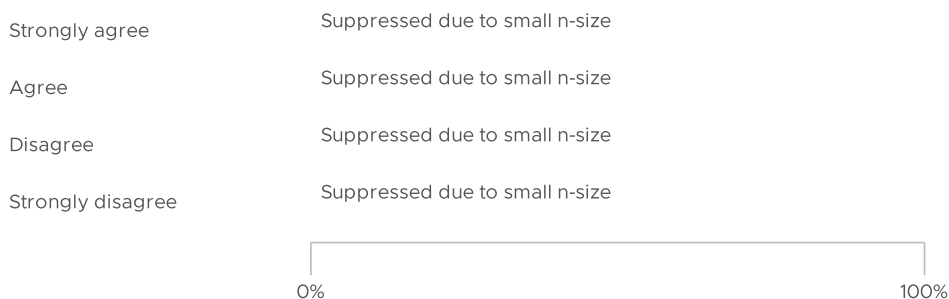 Strongly agree Suppressed due to small n-size
Agree Suppressed due to small n-size
Disagree Suppressed due to small n-size
Strongly disagree Suppressed due to small n-size
0% 100%